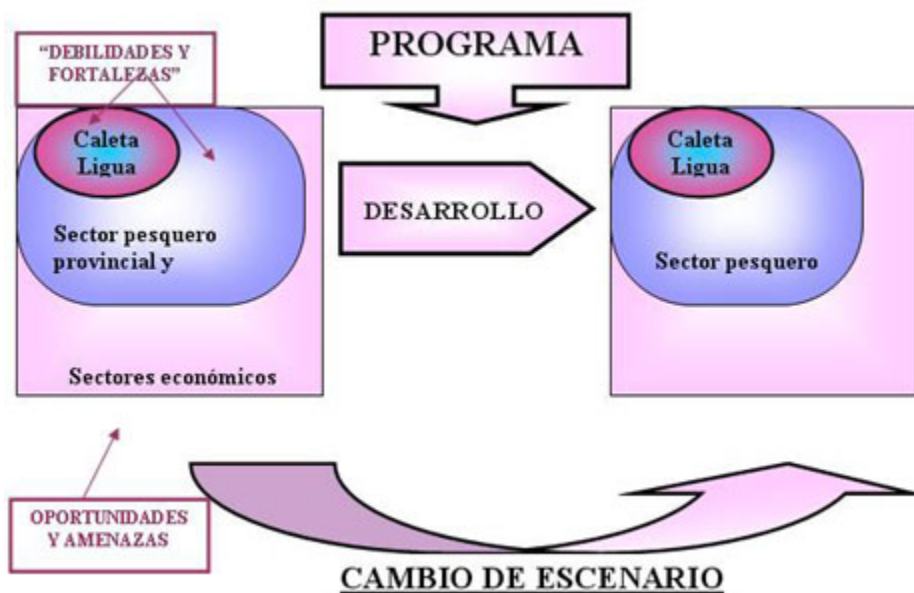 "DEBILIDADES Y
FORTALEZAS"
PROGRAMA
Caleta
Ligua
Sector pesquero
provincial y
Sectores económicos
DESARROLLO
Caleta
Ligua
Sector pesquero
OPORTUNIDADES
Y AMENAZAS
CAMBIO DE ESCENARIO